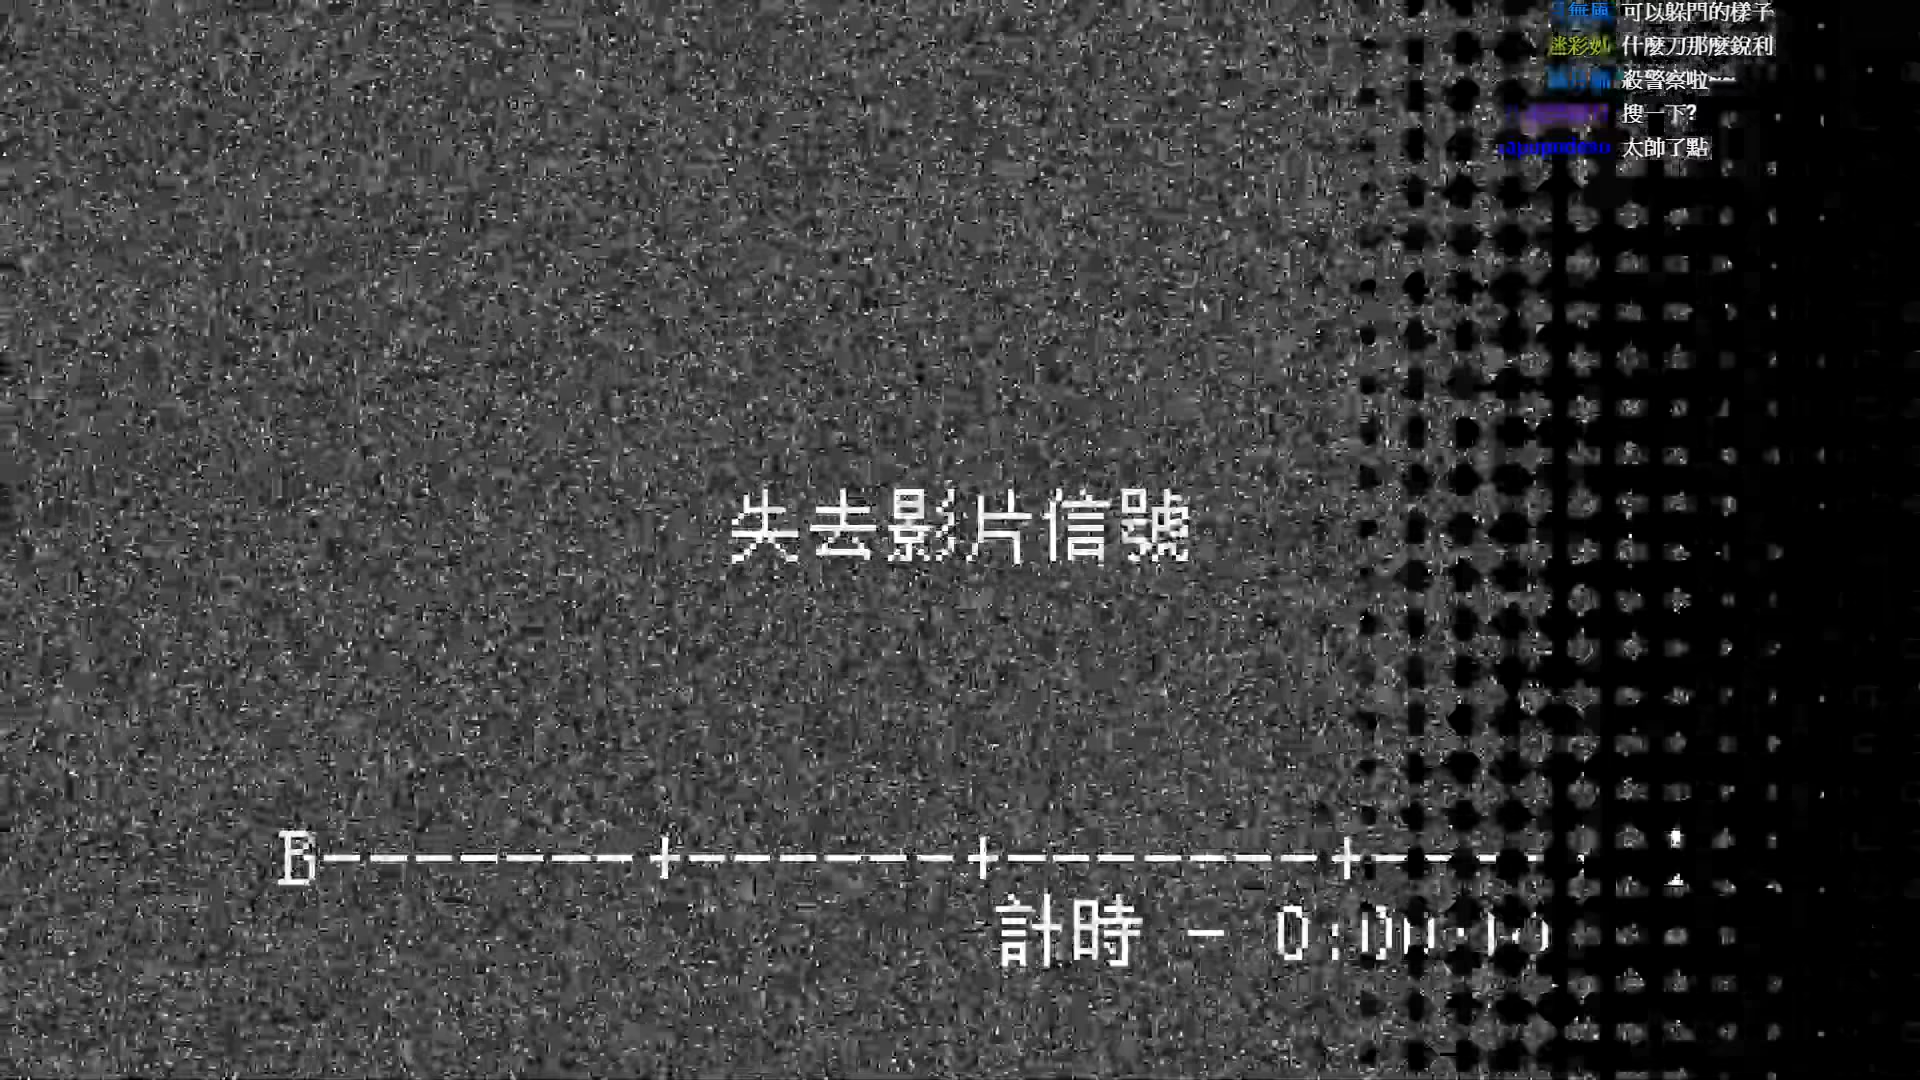 可以躲門的樣子
什麼刀那麼銳利
殺警察啦~~
搜一下?
太帥了點
失去影片信號
B-------+------+-------+----
計時 - 0:00:10